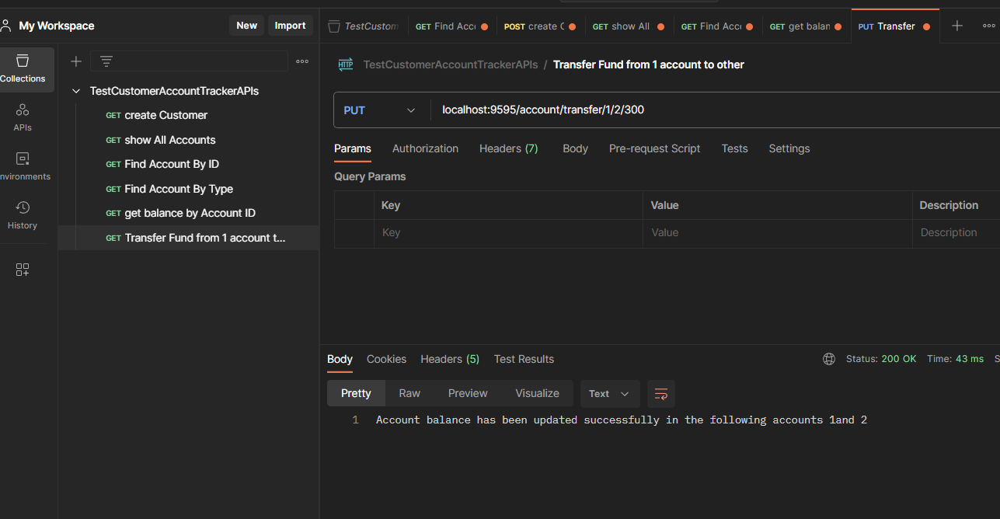 My Workspace
New
Import
TestCustom
GET Find Acc
POST create C
GET show All
GET Find Acc
GET get balan
PUT Transfer
Collections
APIs
nvironments
History
TestCustomerAccountTrackerAPIs
GET create Customer
GET show All Accounts
GET Find Account By ID
GET Find Account By Type
GET get balance by Account ID
GET Transfer Fund from 1 account t...
HTTP TestCustomerAccountTrackerAPIs / Transfer Fund from 1 account to other
PUT localhost:9595/account/transfer/1/2/300
Params Authorization Headers (7) Body Pre-request Script Tests Settings
Query Params
Key Value Description
Key Value Description
Body Cookies Headers (5) Test Results
Status: 200 OK Time: 43 ms S
Pretty Raw Preview Visualize Text
1 Account balance has been updated successfully in the following accounts 1and 2